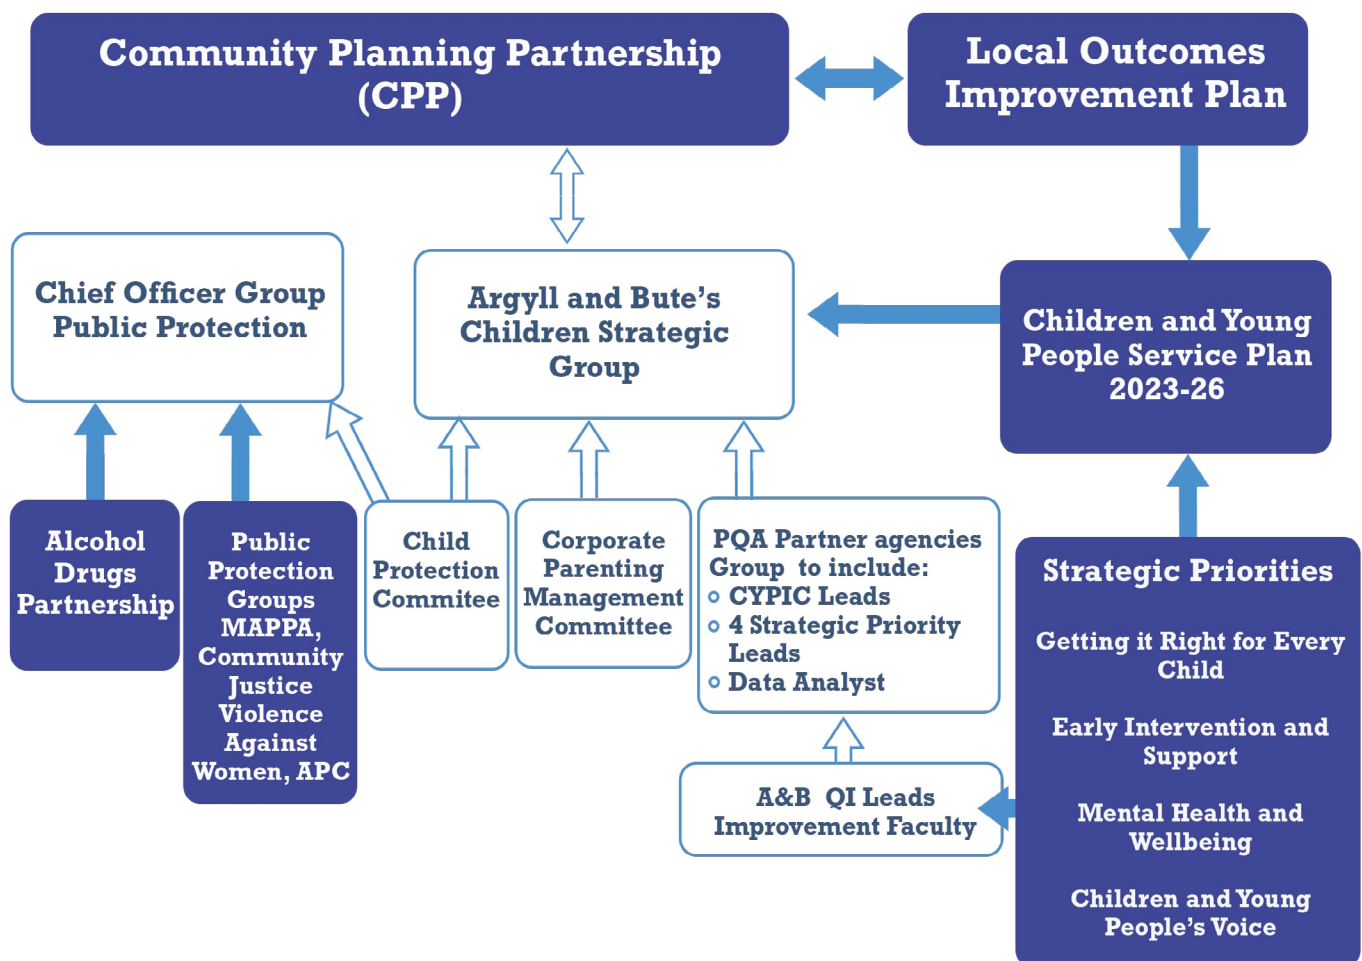 Community Planning Partnership
(CPP)
Local Outcomes
Improvement Plan
Chief Officer Group
Public Protection
Argyll and Bute’s
Children Strategic
Group
Children and Young
People Service Plan
2023-26
Alcohol
Drugs
Partnership
Public
Protection
Groups
MAPPA,
Community
Justice
Violence
Against
Women, APC
Child
Protection
Commitee
Corporate
Parenting
Management
Committee
PQA Partner agencies
Group to include:
CYPIC Leads
4 Strategic Priority
Leads
Data Analyst
A&B QI Leads
Improvement Faculty
Strategic Priorities
Getting it Right for Every
Child
Early Intervention and
Support
Mental Health and
Wellbeing
Children and Young
People’s Voice